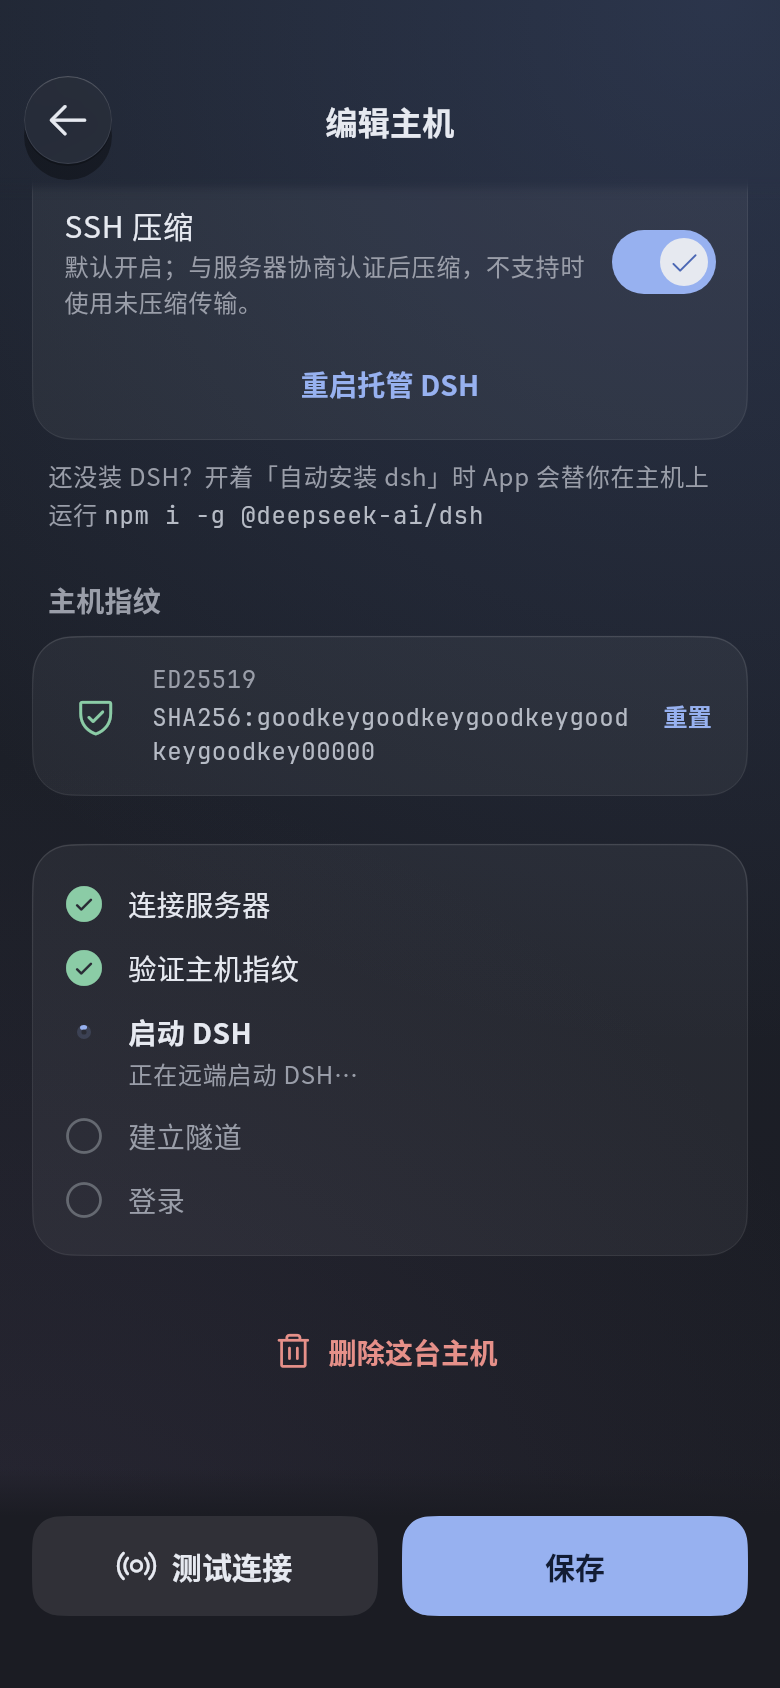 编辑主机
SSH 压缩
默认开启；与服务器协商认证后压缩，不支持时
使用未压缩传输。
重启托管 DSH
还没装 DSH？开着「自动安装 dsh」时 App 会替你在主机上
运行 npm i -g @deepseek-ai/dsh
主机指纹
ED25519
SHA256:goodkeygoodkeygoodkeygood
keygoodkey00000
重置
连接服务器
验证主机指纹
启动 DSH
正在远端启动 DSH…
建立隧道
登录
删除这台主机
测试连接
保存